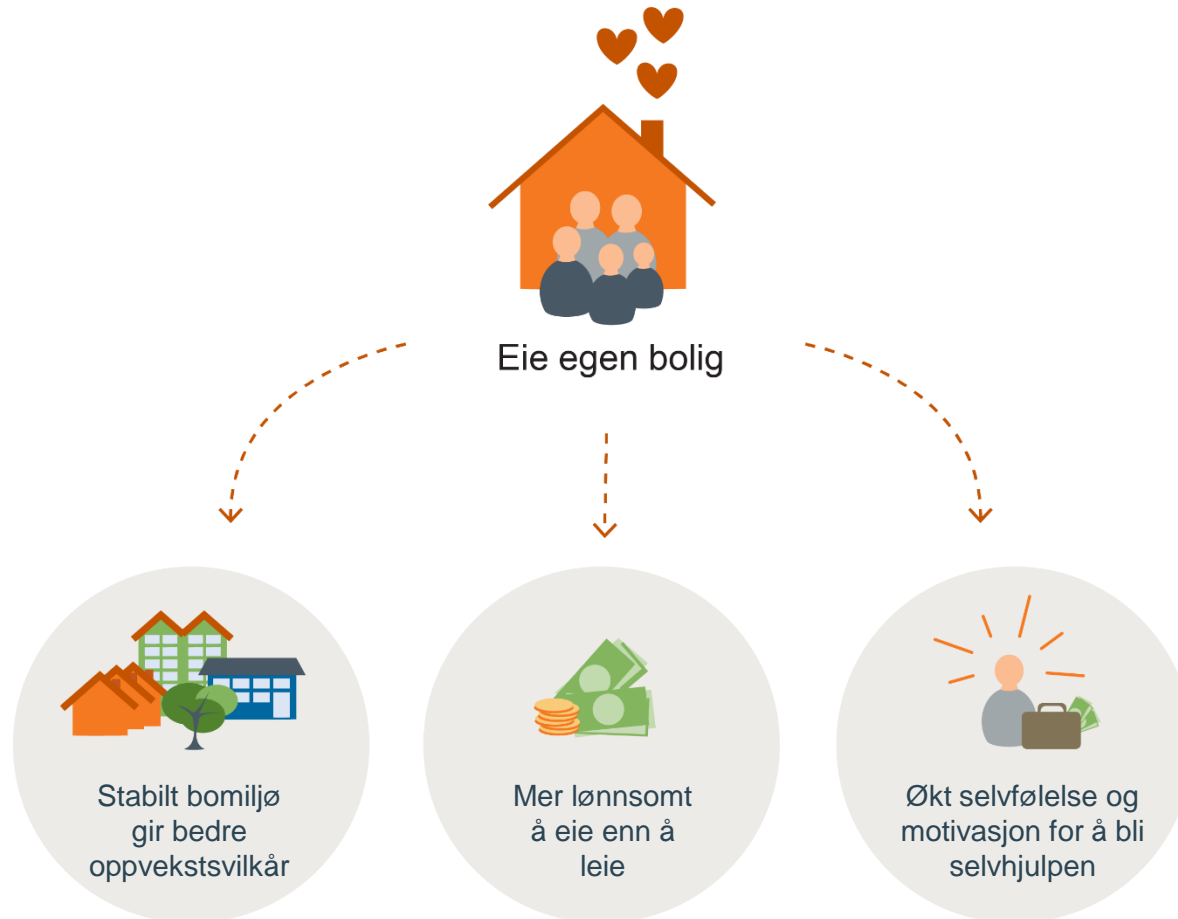 Eie egen bolig
Stabilt bomiljø
gir bedre
oppvekstsvilkår
Mer lønnsomt
å eie enn å
leie
Økt selvfølelse og
motivasjon for å bli
selvhjulpen